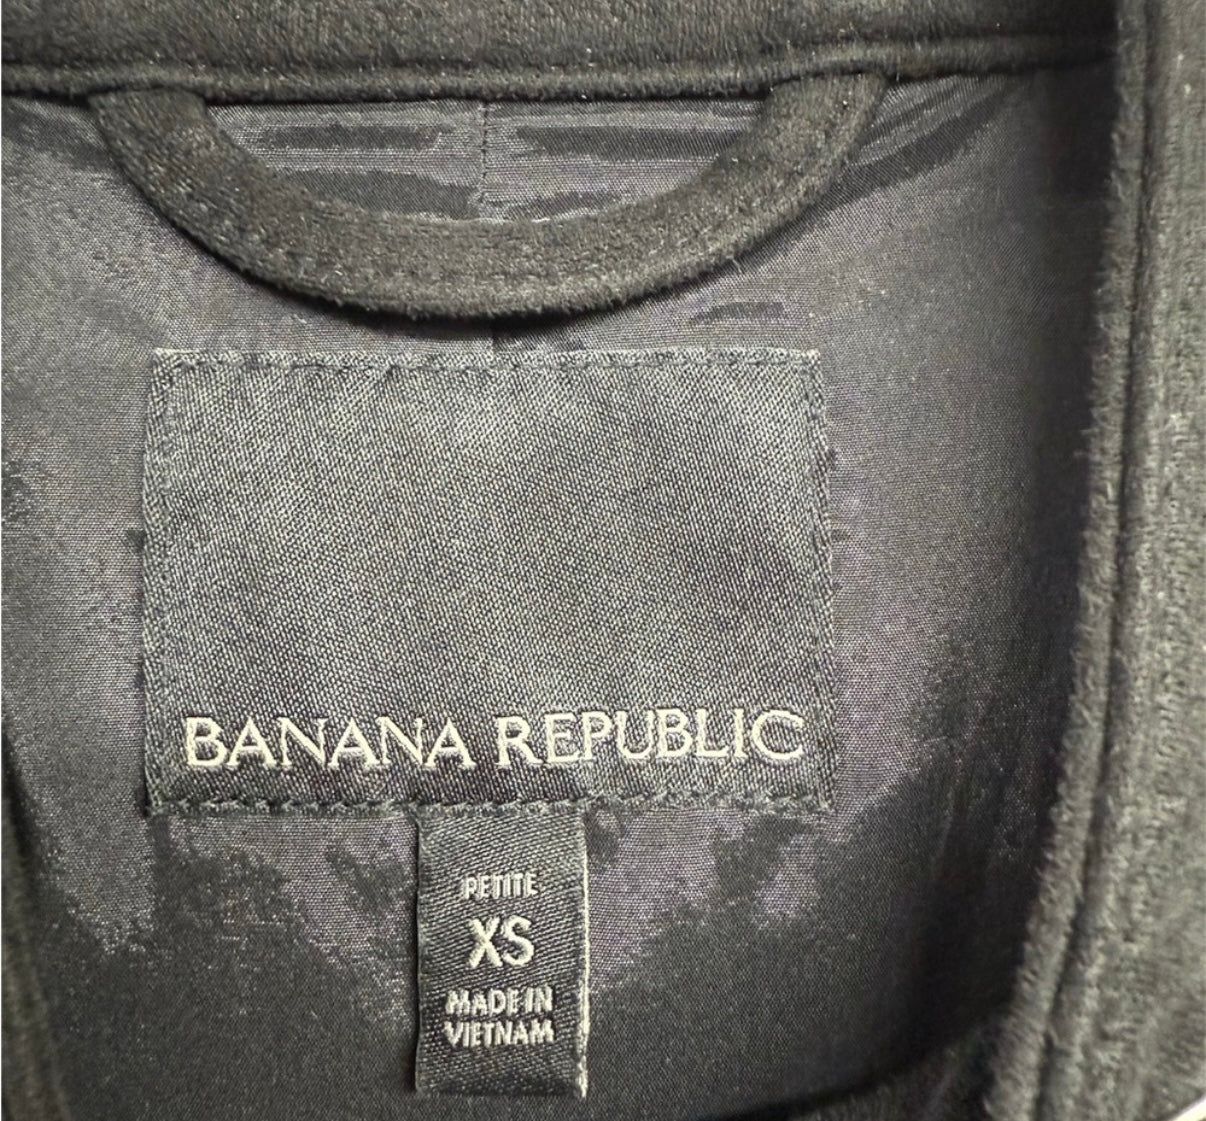 BANANA REPUBLIC
PETITE
XS
MADE IN
VIETNAM